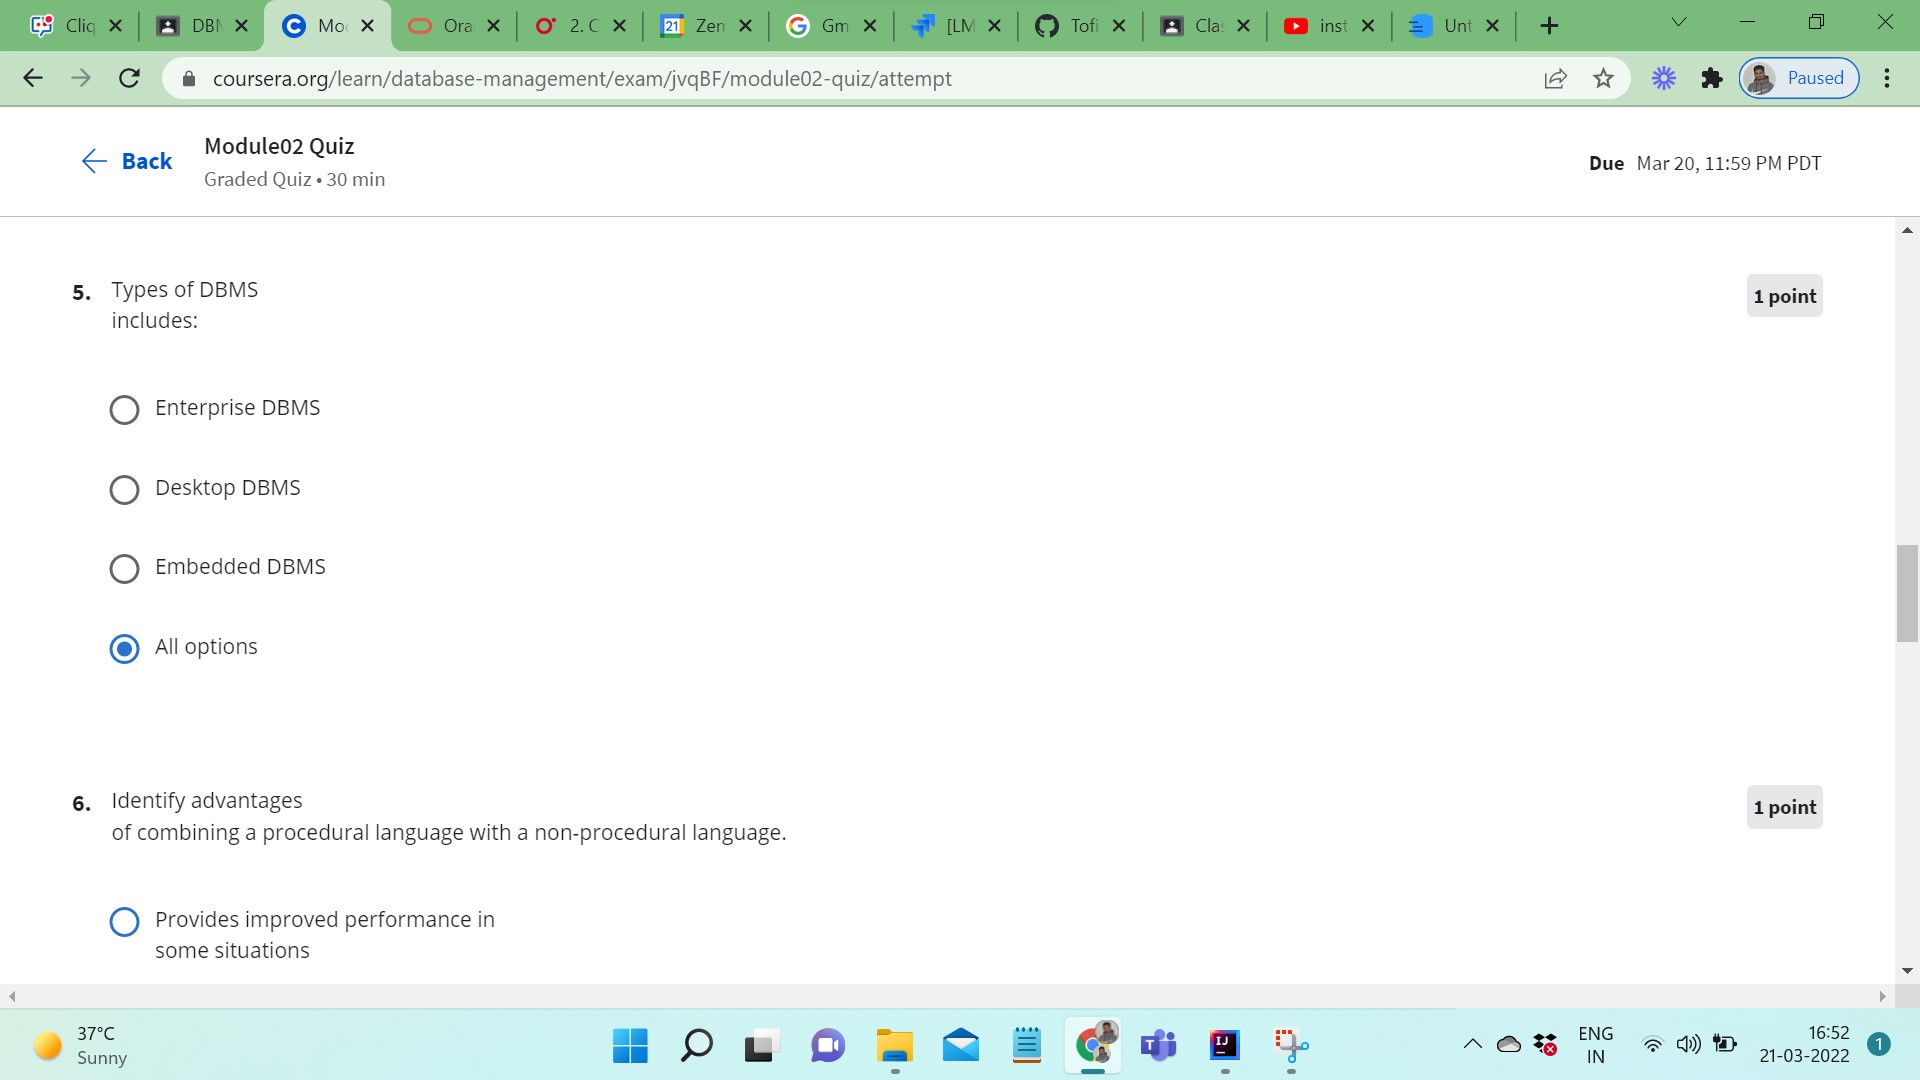 Cliq
DBM
Mod
Ora
2. C
Zen
Gm
[LM
Tofi
Clas
inst
Unt
coursera.org/learn/database-management/exam/jvqBF/module02-quiz/attempt
Paused
Back
Module02 Quiz
Graded Quiz • 30 min
Due Mar 20, 11:59 PM PDT
5. Types of DBMS
includes:
1 point
Enterprise DBMS
Desktop DBMS
Embedded DBMS
All options
6. Identify advantages
of combining a procedural language with a non-procedural language.
1 point
Provides improved performance in
some situations
37°C
Sunny
ENG
IN
16:52
21-03-2022
1